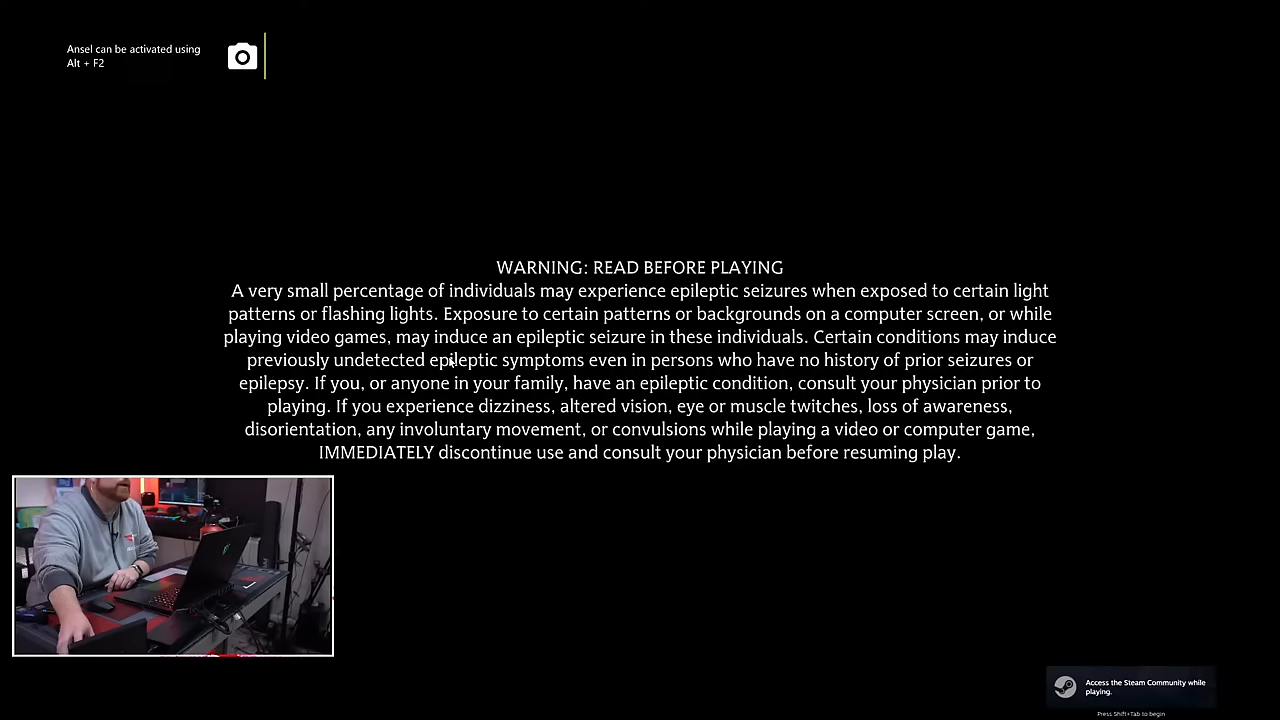 Ansel can be activated using
Alt + F2
WARNING: READ BEFORE PLAYING
A very small percentage of individuals may experience epileptic seizures when exposed to certain light
patterns or flashing lights. Exposure to certain patterns or backgrounds on a computer screen, or while
playing video games, may induce an epileptic seizure in these individuals. Certain conditions may induce
previously undetected epileptic symptoms even in persons who have no history of prior seizures or
epilepsy. If you, or anyone in your family, have an epileptic condition, consult your physician prior to
playing. If you experience dizziness, altered vision, eye or muscle twitches, loss of awareness,
disorientation, any involuntary movement, or convulsions while playing a video or computer game,
IMMEDIATELY discontinue use and consult your physician before resuming play.
Access the Steam Community while
playing.
Press Shift+Tab to begin